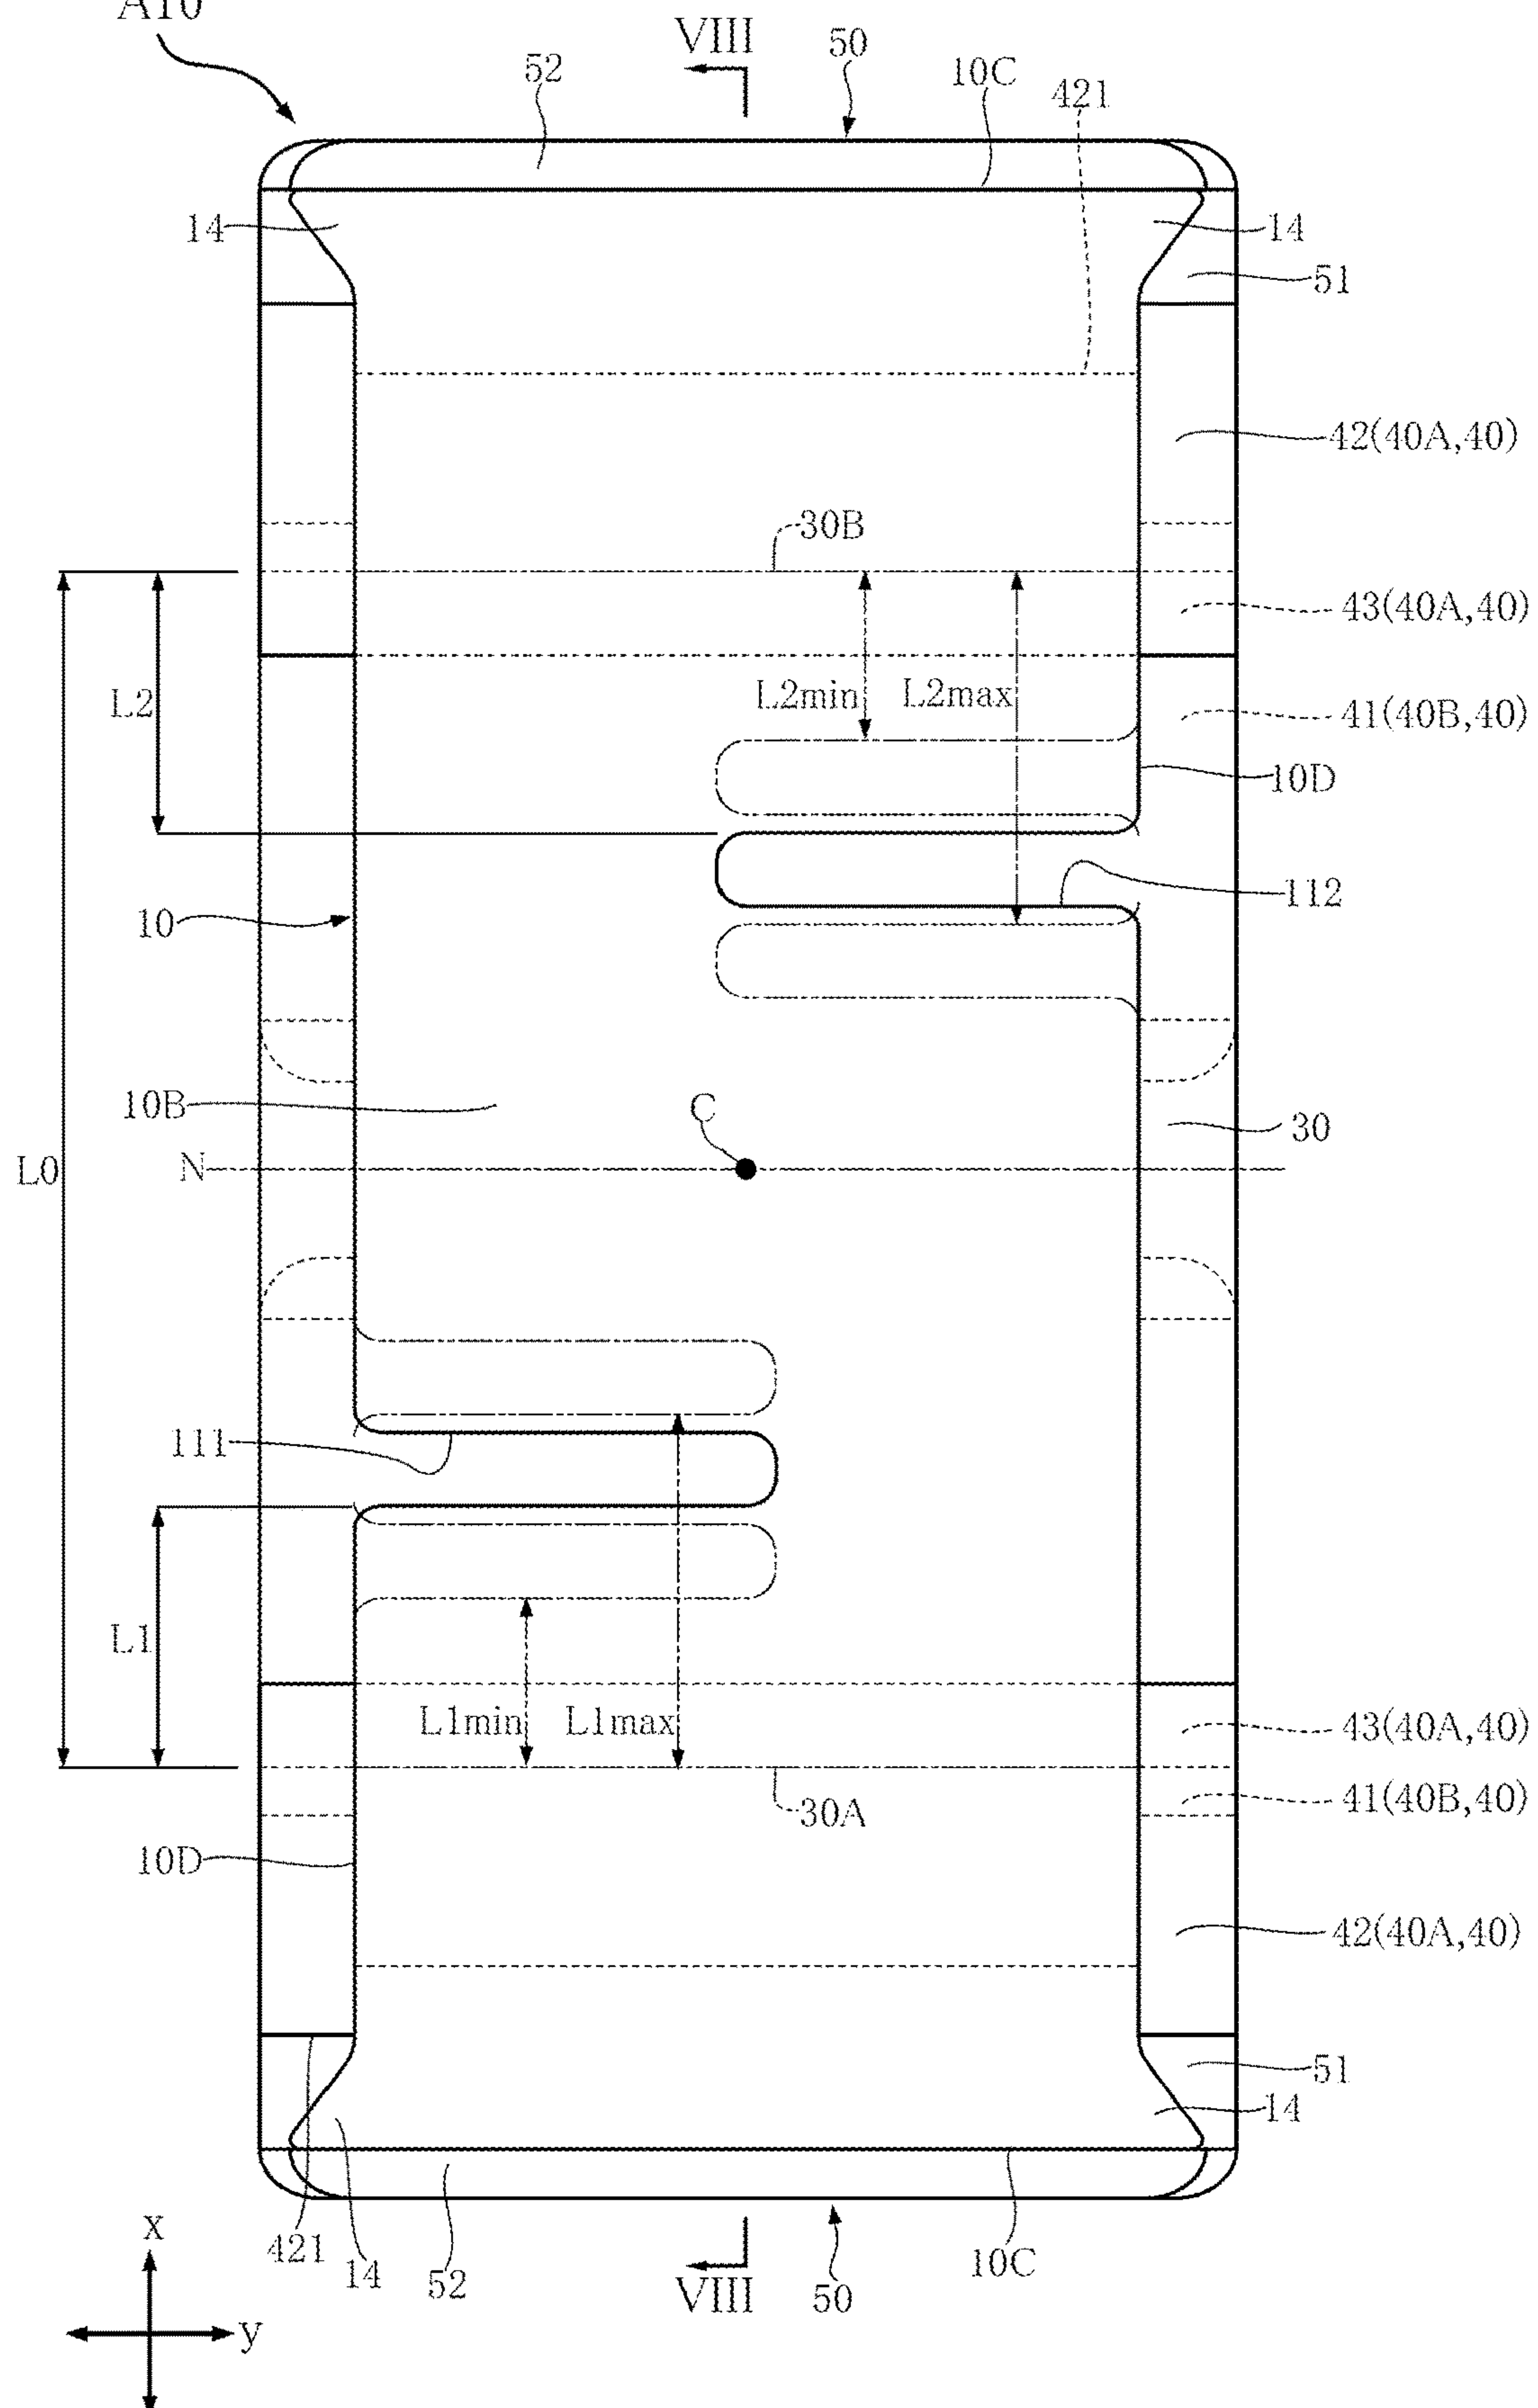 A10
VIII
50
52
10C
421
14
14
51
42(40A,40)
30B
43(40A,40)
L2
L2min
L2max
41(40B,40)
10D
10
112
10B
C
30
L0
N
111
L1
L1min
L1max
43(40A,40)
30A
41(40B,40)
10D
42(40A,40)
51
14
x
421
14
52
10C
VIII
50
y